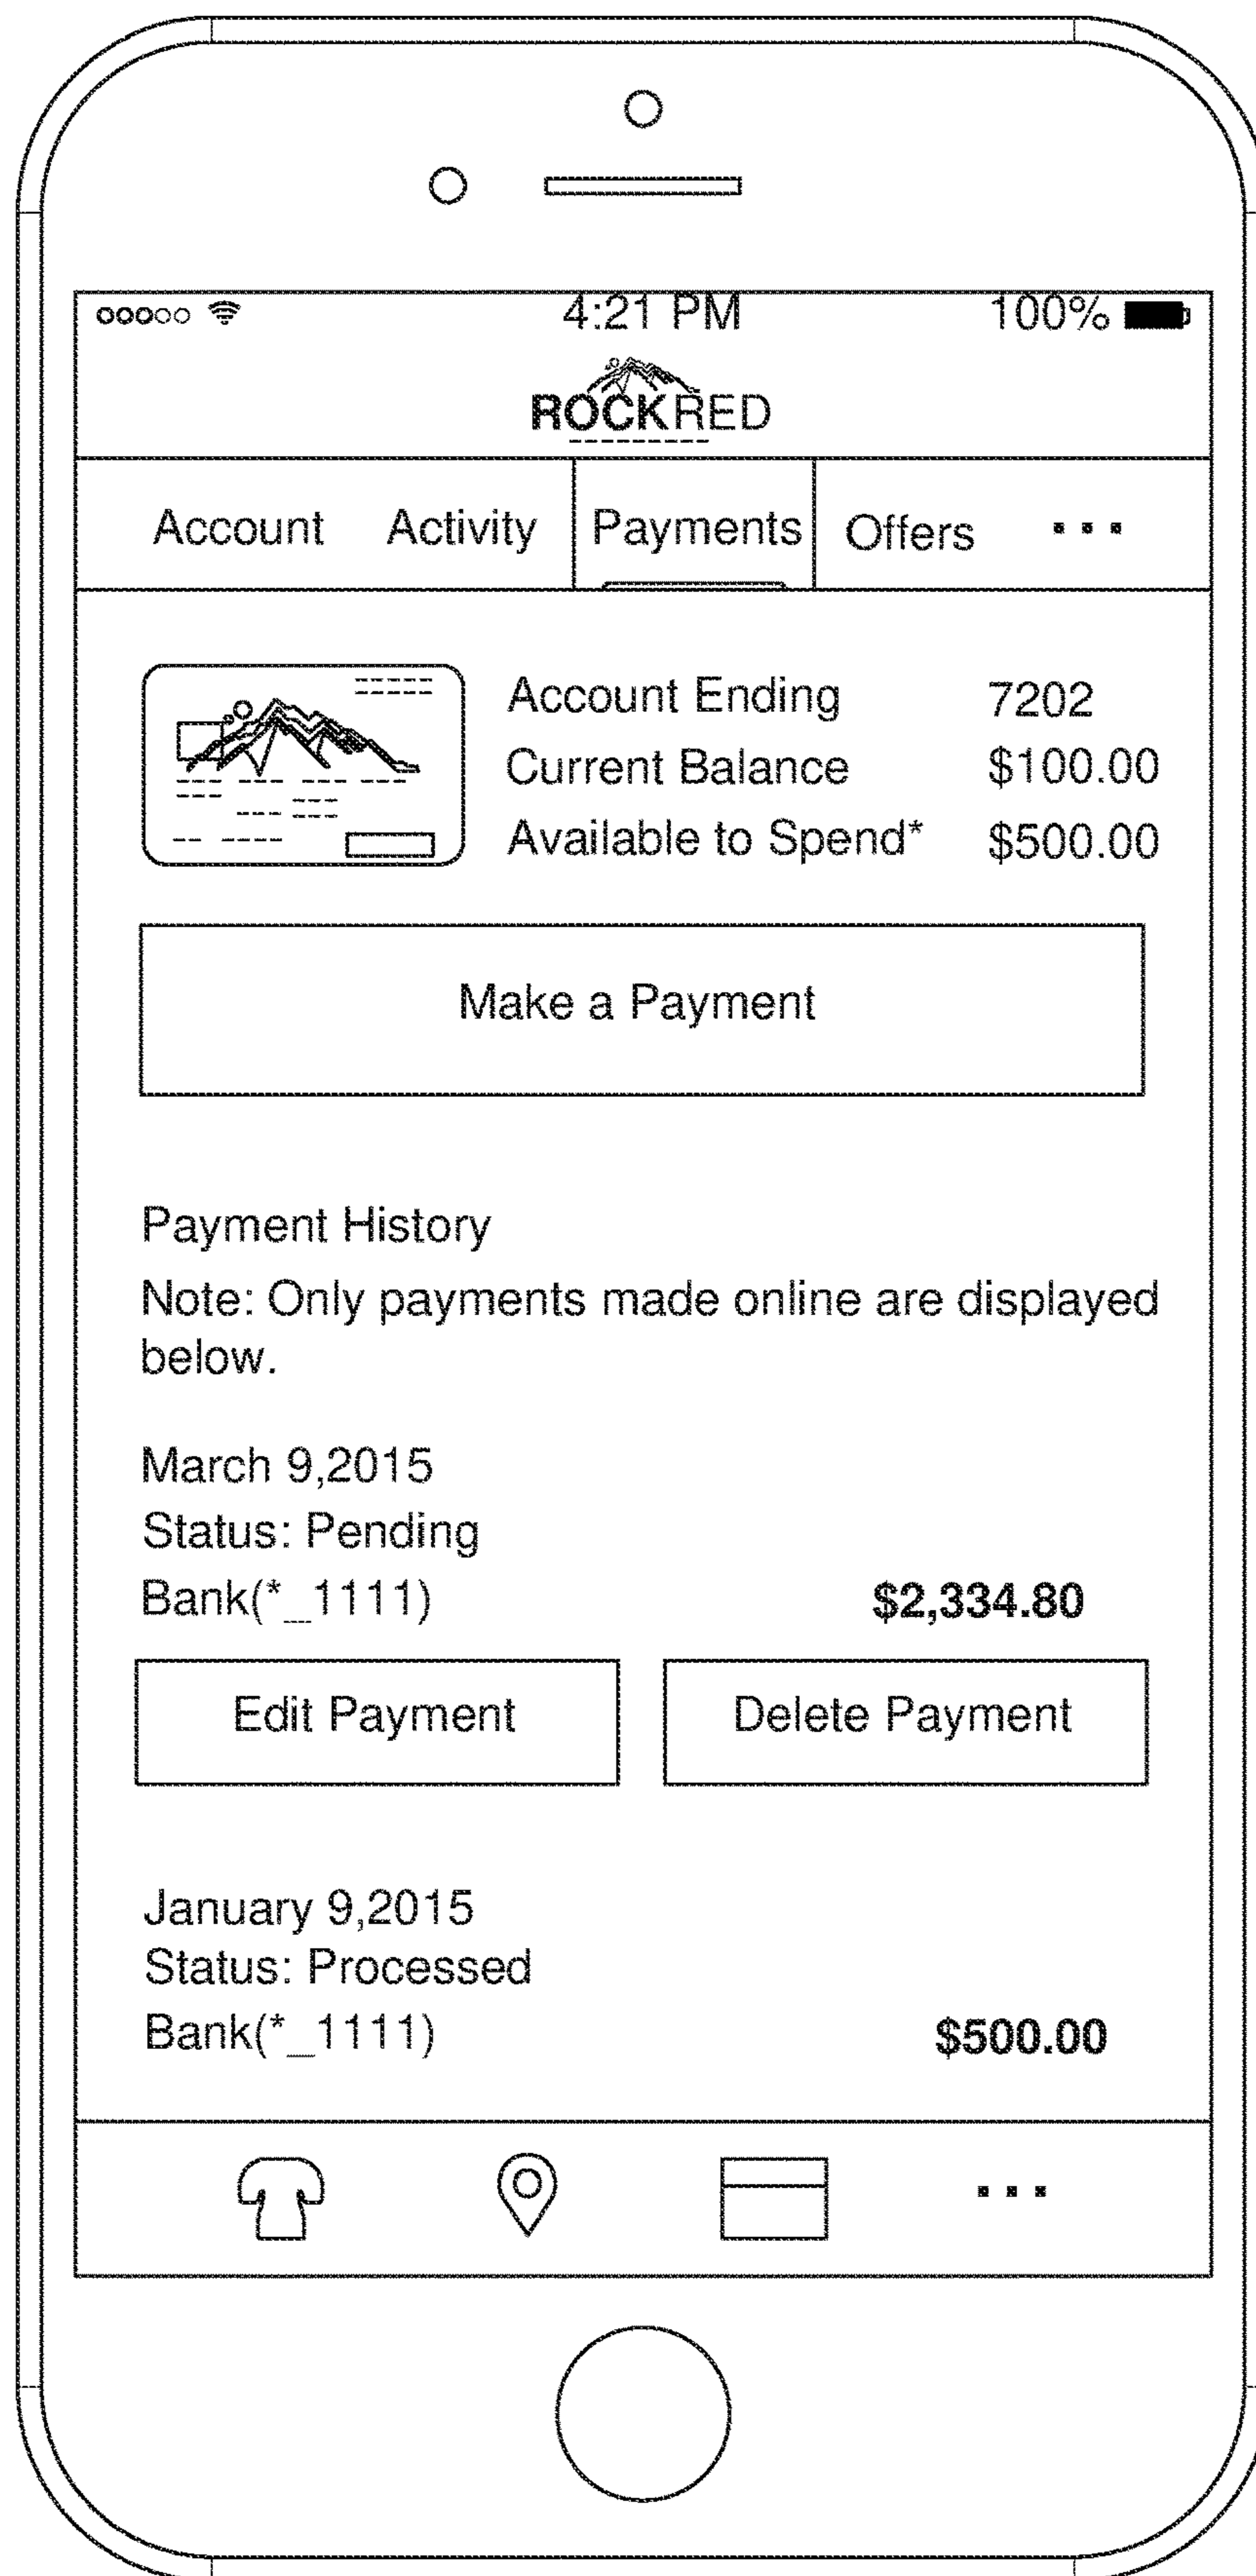 4:21 PM 100%
ROCKRED
Account Activity Payments Offers ...
Account Ending 7202
Current Balance $100.00
Available to Spend* $500.00
Make a Payment
Payment History
Note: Only payments made online are displayed
below.
March 9,2015
Status: Pending
Bank(*_1111) $2,334.80
Edit Payment Delete Payment
January 9,2015
Status: Processed
Bank(*_1111) $500.00
...